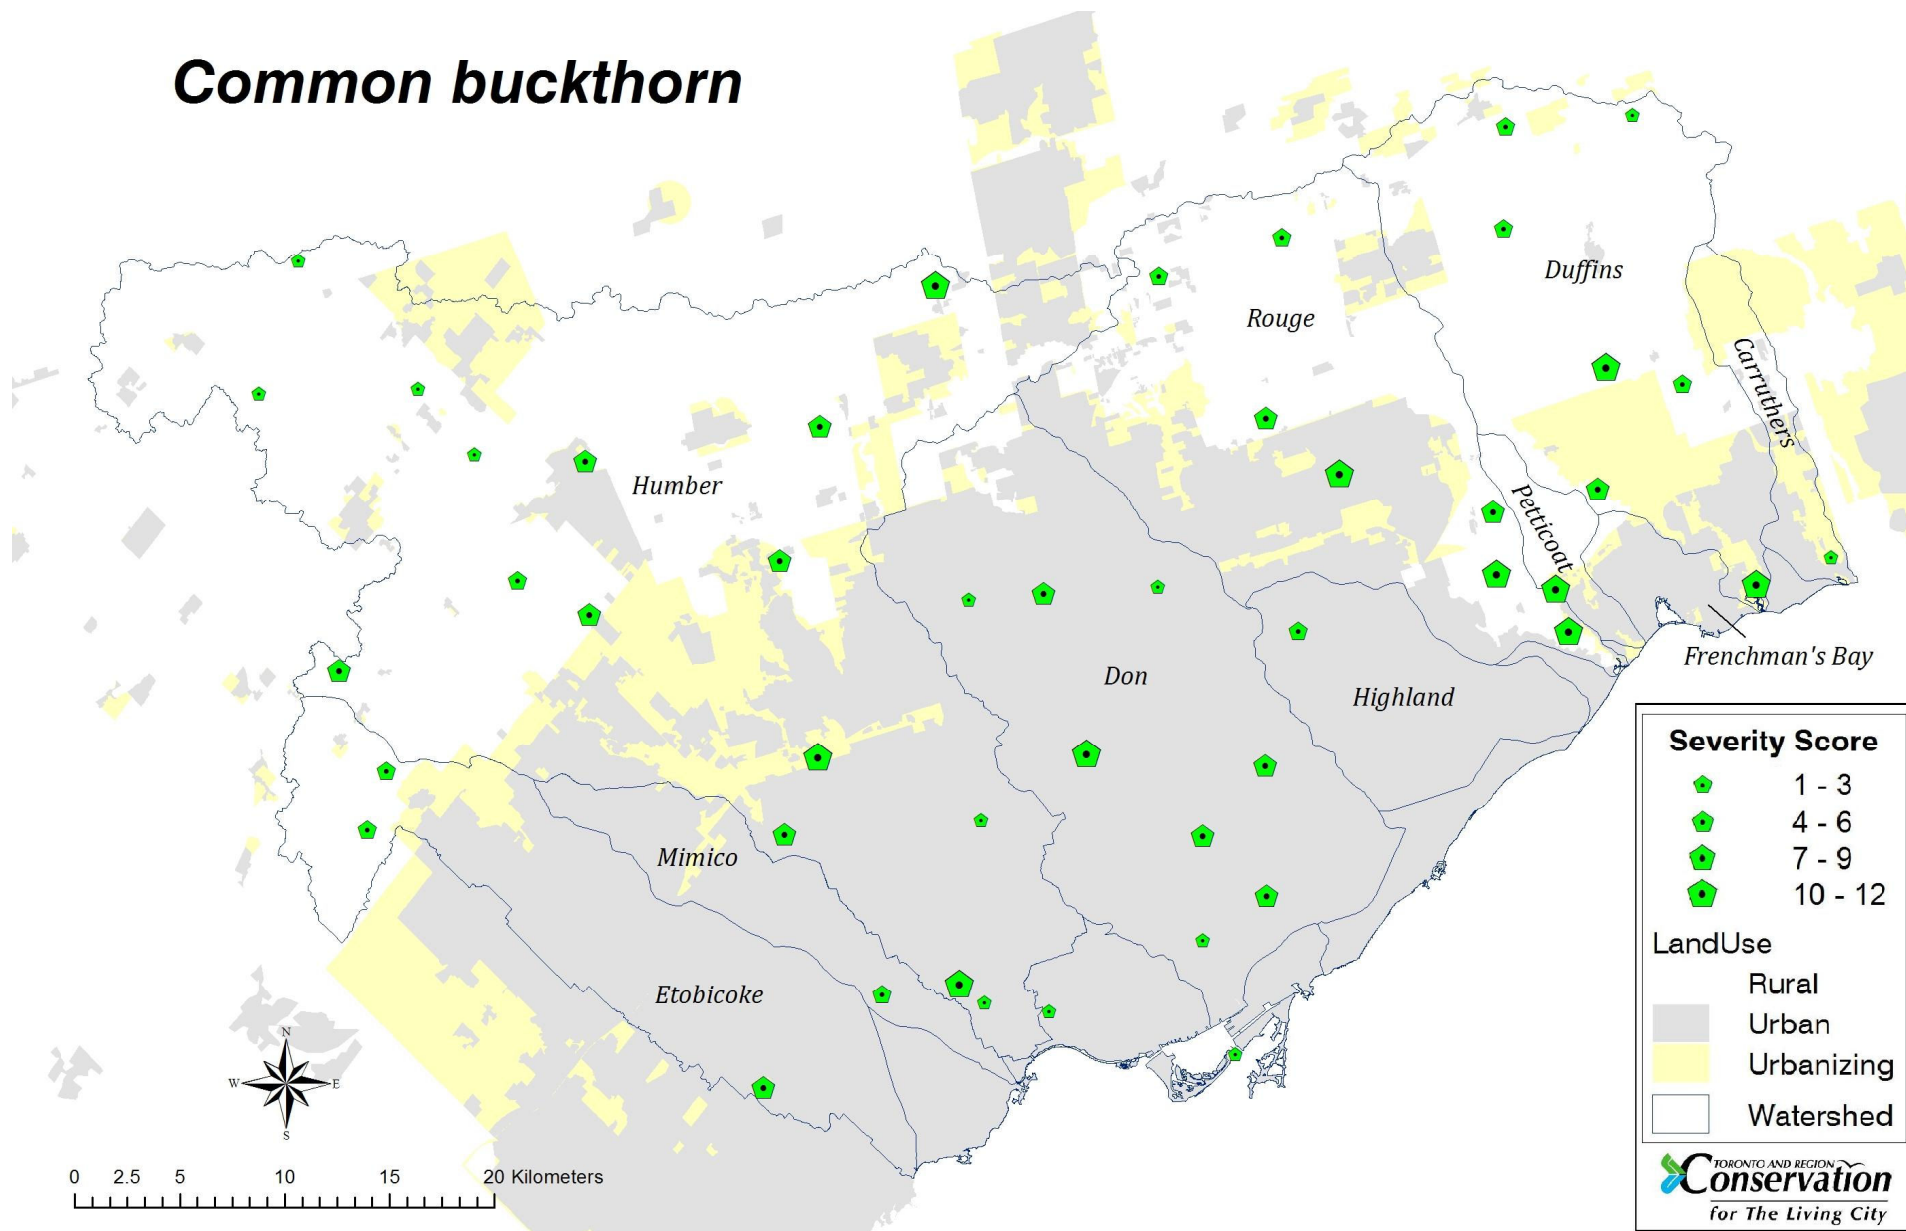 Common buckthorn
Duffins
Rouge
Carruthers
Humber
Petticoat
Frenchman's Bay
Don
Highland
Mimico
Etobicoke
N
W E
S
0 2.5 5 10 15 20 Kilometers
Severity Score
1 - 3
4 - 6
7 - 9
10 - 12
LandUse
Rural
Urban
Urbanizing
Watershed
TORONTO AND REGION
Conservation
for The Living City